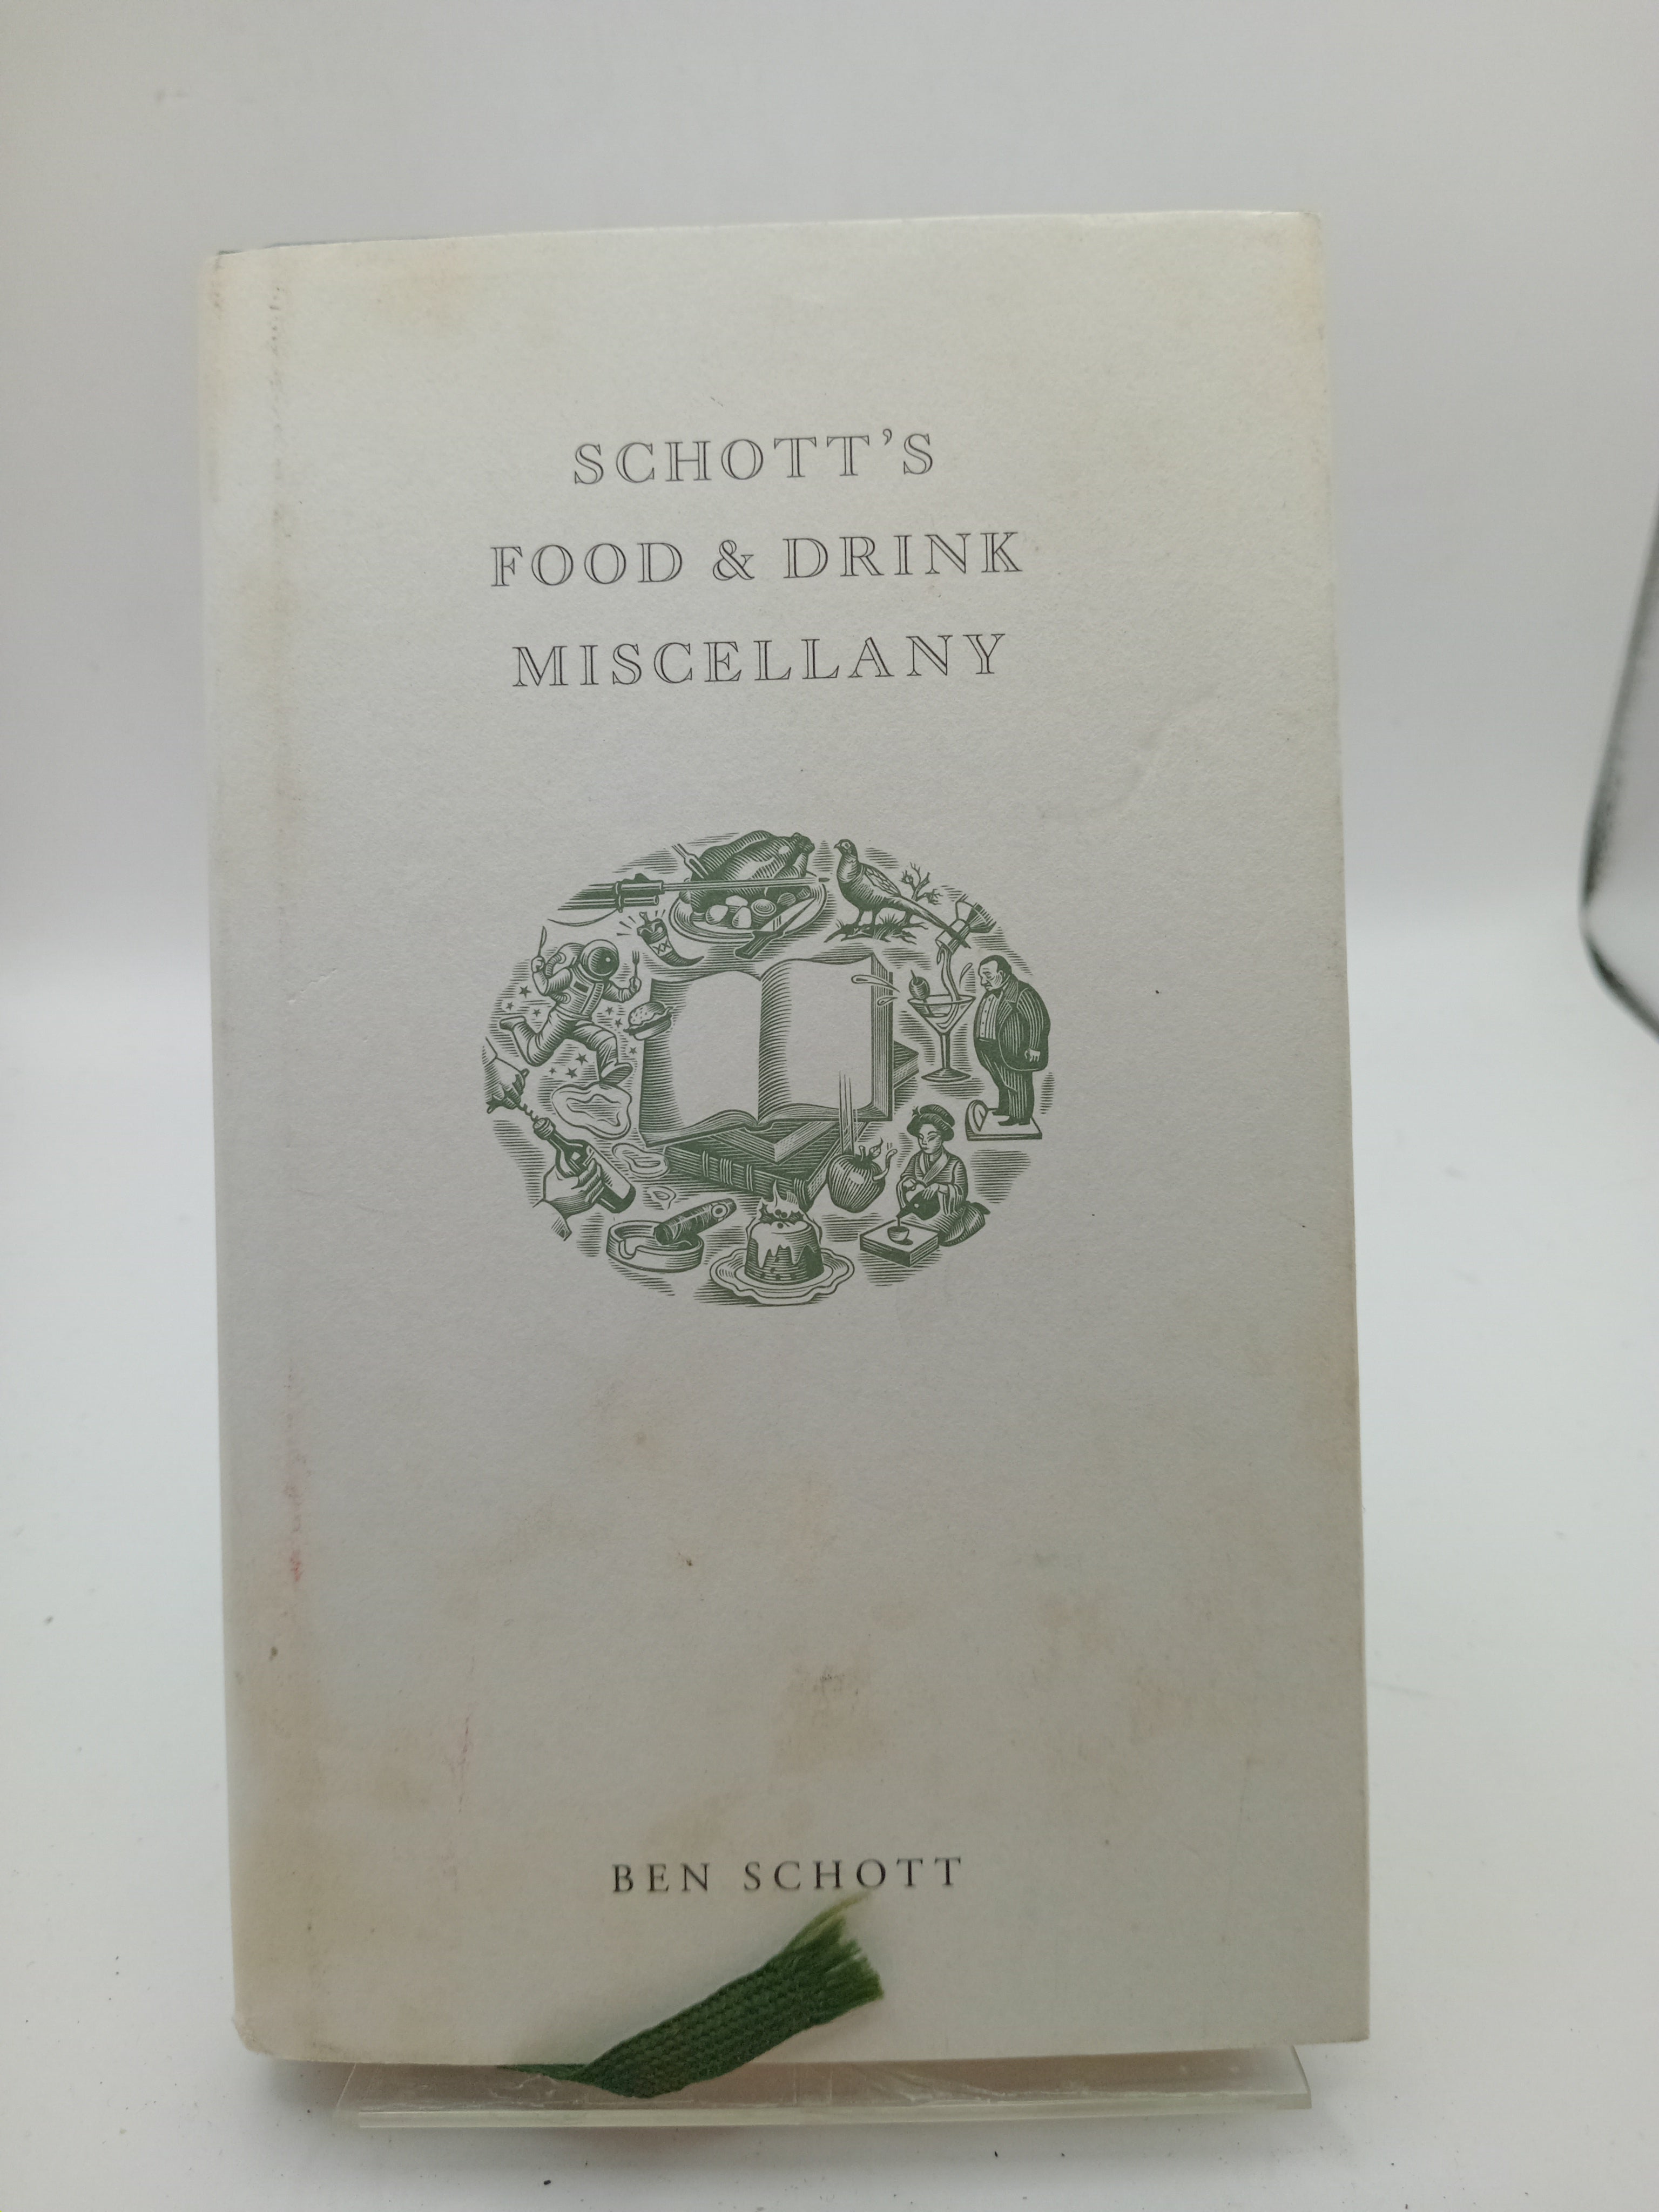 SCHOTT'S
FOOD & DRINK
MISCELLANY
BEN SCHOTT